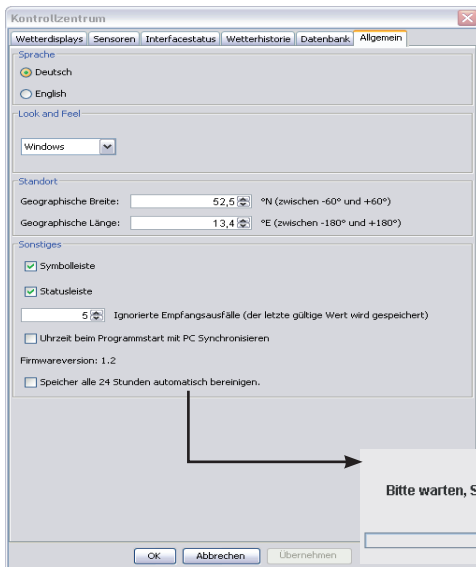 Kontrollzentrum
Wetterdisplays Sensoren Interfacestatus Wetterhistorie Datenbank Allgemein
Sprache
Deutsch
English
Look and Feel
Windows
Standort
Geographische Breite: 52,5 °N (zwischen -60° und +60°)
Geographische Länge: 13,4 °E (zwischen -180° und +180°)
Sonstiges
Symbolleiste
Statusleiste
5 Ignorierte Empfangsausfälle (der letzte gültige Wert wird gespeichert)
Uhrzeit beim Programmstart mit PC Synchronisieren
Firmwareversion: 1.2
Speicher alle 24 Stunden automatisch bereinigen.
Bitte warten, S
OK Abbrechen Übernehmen